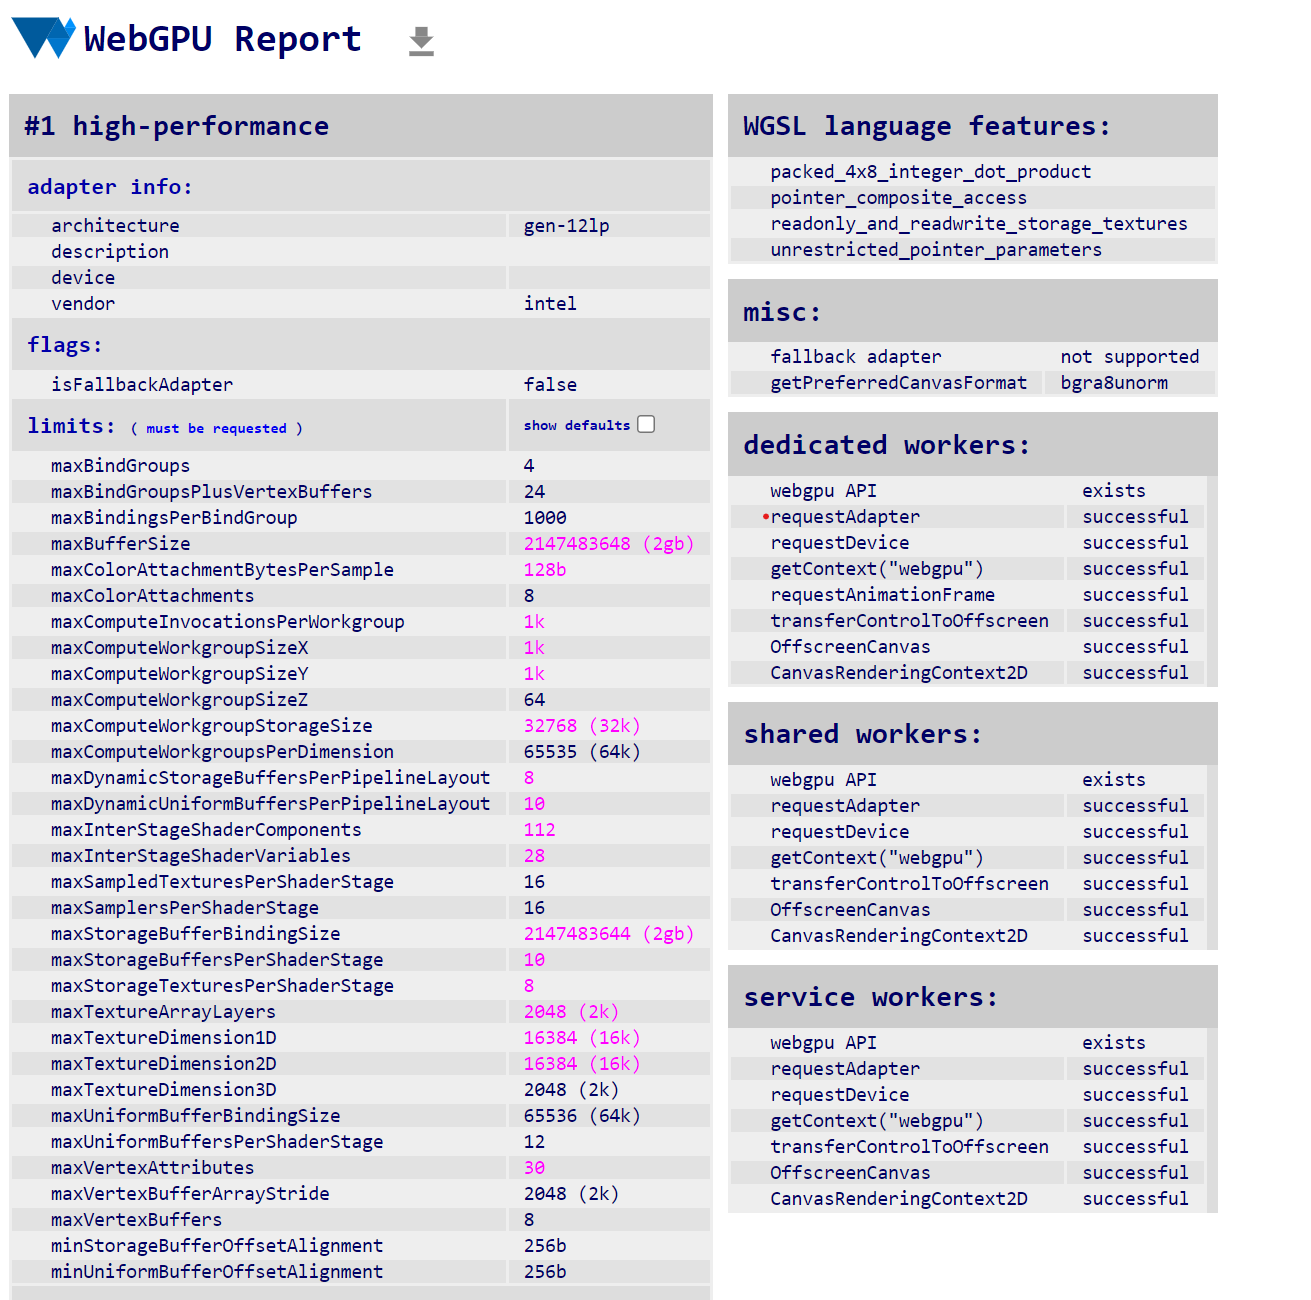 WebGPU Report
#1 high-performance
adapter info:
architecture gen-12lp
description
device
vendor intel
flags:
isFallbackAdapter false
limits: ( must be requested ) show defaults
maxBindGroups 4
maxBindGroupsPlusVertexBuffers 24
maxBindingsPerBindGroup 1000
maxBufferSize 2147483648 (2gb)
maxColorAttachmentBytesPerSample 128b
maxColorAttachments 8
maxComputeInvocationsPerWorkgroup 1k
maxComputeWorkgroupSizeX 1k
maxComputeWorkgroupSizeY 1k
maxComputeWorkgroupSizeZ 64
maxComputeWorkgroupStorageSize 32768 (32k)
maxComputeWorkgroupsPerDimension 65535 (64k)
maxDynamicStorageBuffersPerPipelineLayout 8
maxDynamicUniformBuffersPerPipelineLayout 10
maxInterStageShaderComponents 112
maxInterStageShaderVariables 28
maxSampledTexturesPerShaderStage 16
maxSamplersPerShaderStage 16
maxStorageBufferBindingSize 2147483644 (2gb)
maxStorageBuffersPerShaderStage 10
maxStorageTexturesPerShaderStage 8
maxTextureArrayLayers 2048 (2k)
maxTextureDimension1D 16384 (16k)
maxTextureDimension2D 16384 (16k)
maxTextureDimension3D 2048 (2k)
maxUniformBufferBindingSize 65536 (64k)
maxUniformBuffersPerShaderStage 12
maxVertexAttributes 30
maxVertexBufferArrayStride 2048 (2k)
maxVertexBuffers 8
minStorageBufferOffsetAlignment 256b
minUniformBufferOffsetAlignment 256b
WGSL language features:
packed_4x8_integer_dot_product
pointer_composite_access
readonly_and_readwrite_storage_textures
unrestricted_pointer_parameters
misc:
fallback adapter not supported
getPreferredCanvasFormat bgra8unorm
dedicated workers:
webgpu API exists
•requestAdapter successful
requestDevice successful
getContext("webgpu") successful
requestAnimationFrame successful
transferControlToOffscreen successful
OffscreenCanvas successful
CanvasRenderingContext2D successful
shared workers:
webgpu API exists
requestAdapter successful
requestDevice successful
getContext("webgpu") successful
transferControlToOffscreen successful
OffscreenCanvas successful
CanvasRenderingContext2D successful
service workers:
webgpu API exists
requestAdapter successful
requestDevice successful
getContext("webgpu") successful
transferControlToOffscreen successful
OffscreenCanvas successful
CanvasRenderingContext2D successful